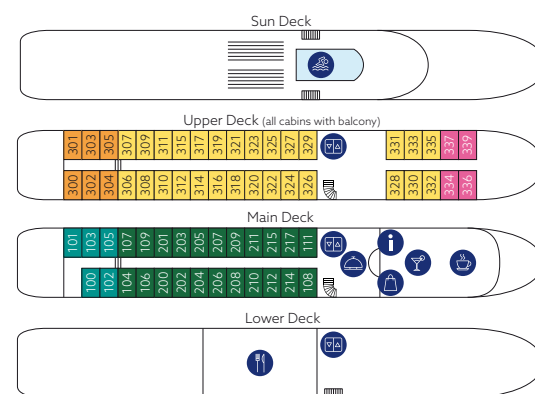 Sun Deck
Upper Deck (all cabins with balcony)
301 303 305 307 309 311 315 317 319 321 323 325 327 329 331 333 335 337 339
300 302 304 306 308 310 312 314 316 318 320 322 324 326 328 330 332 334 336
Main Deck
101 103 105 107 109 201 203 205 207 209 211 215 217 111
i
100 102 104 106 200 202 204 206 208 210 212 214 108
Lower Deck